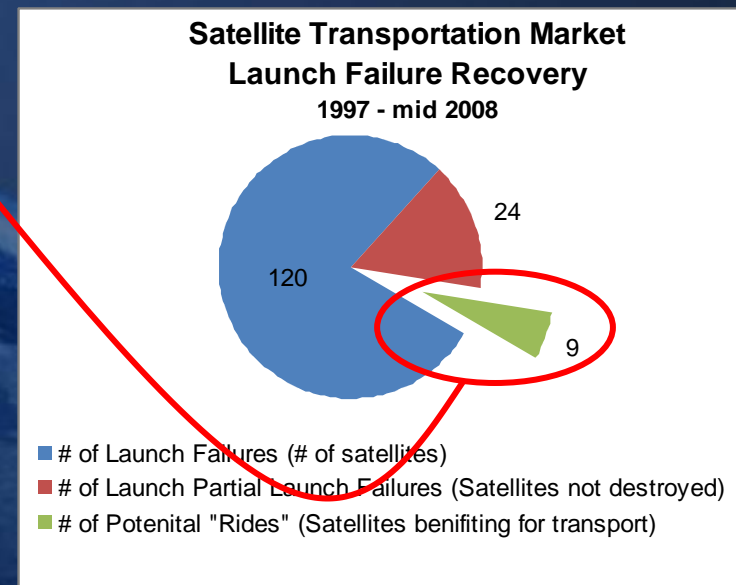 Satellite Transportation Market
Launch Failure Recovery
1997 - mid 2008
24
120
9
# of Launch Failures (# of satellites)
# of Launch Partial Launch Failures (Satellites not destroyed)
# of Potenital "Rides" (Satellites benifiting for transport)